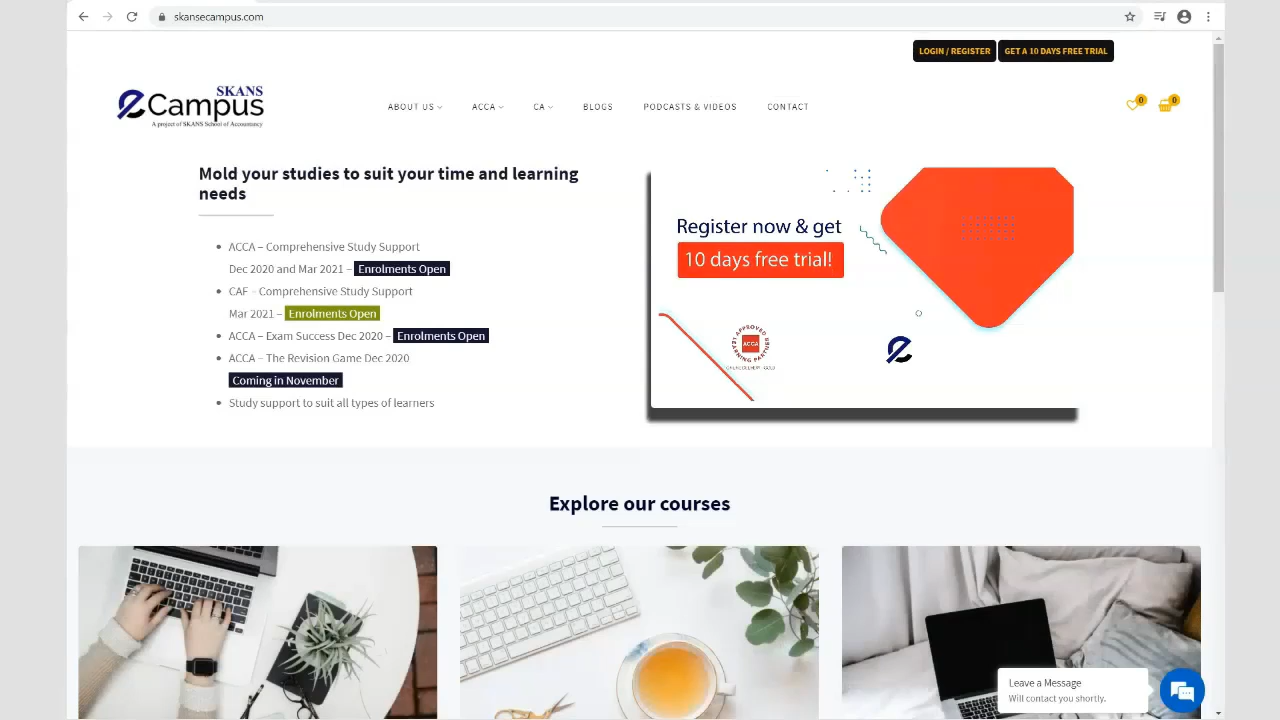 skansecampus.com
LOGIN / REGISTER
GET A 10 DAYS FREE TRIAL
SKANS
eCampus
A project of SKANS School of Accountancy
ABOUT US
ACCA
CA
BLOGS
PODCASTS & VIDEOS
CONTACT
0
0
Mold your studies to suit your time and learning
needs
ACCA – Comprehensive Study Support
Dec 2020 and Mar 2021 – Enrolments Open
CAF – Comprehensive Study Support
Mar 2021 – Enrolments Open
ACCA – Exam Success Dec 2020 – Enrolments Open
ACCA – The Revision Game Dec 2020
Coming in November
Study support to suit all types of learners
Register now & get
10 days free trial!
APPROVED
ACCA
LEARNING PARTNER
Explore our courses
Leave a Message
Will contact you shortly.